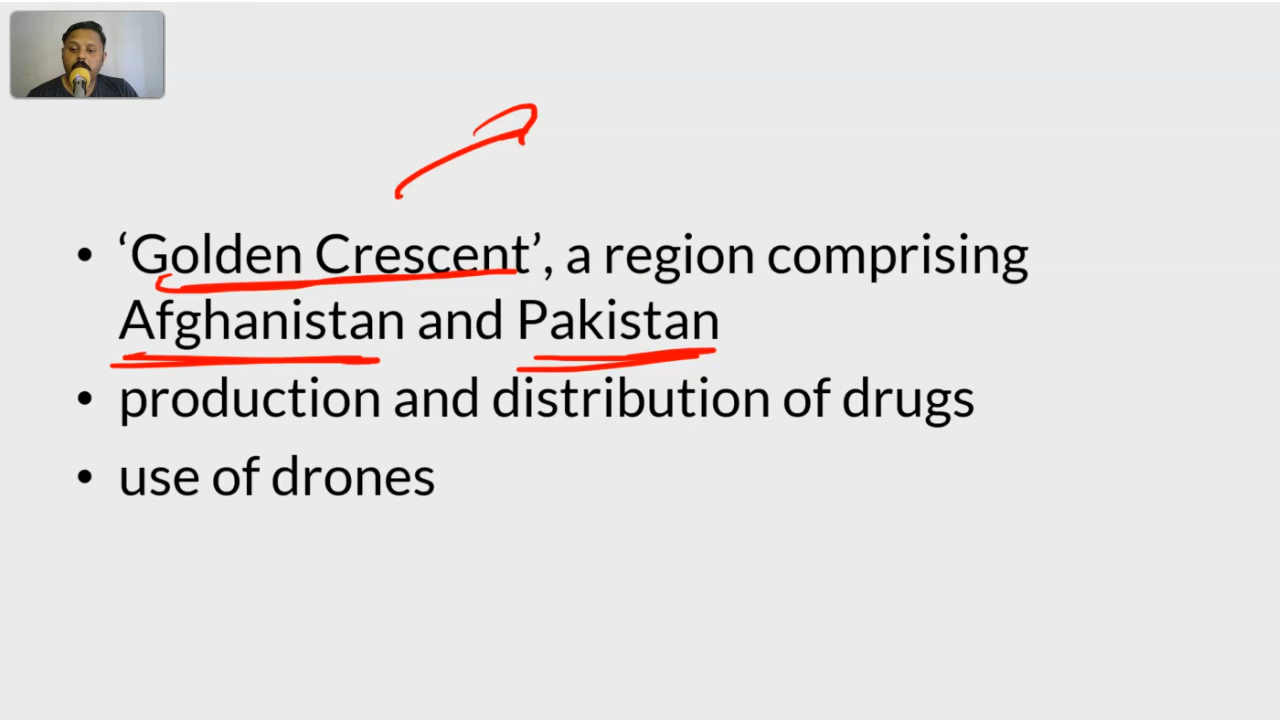 • ‘Golden Crescent’, a region comprising
Afghanistan and Pakistan
• production and distribution of drugs
• use of drones